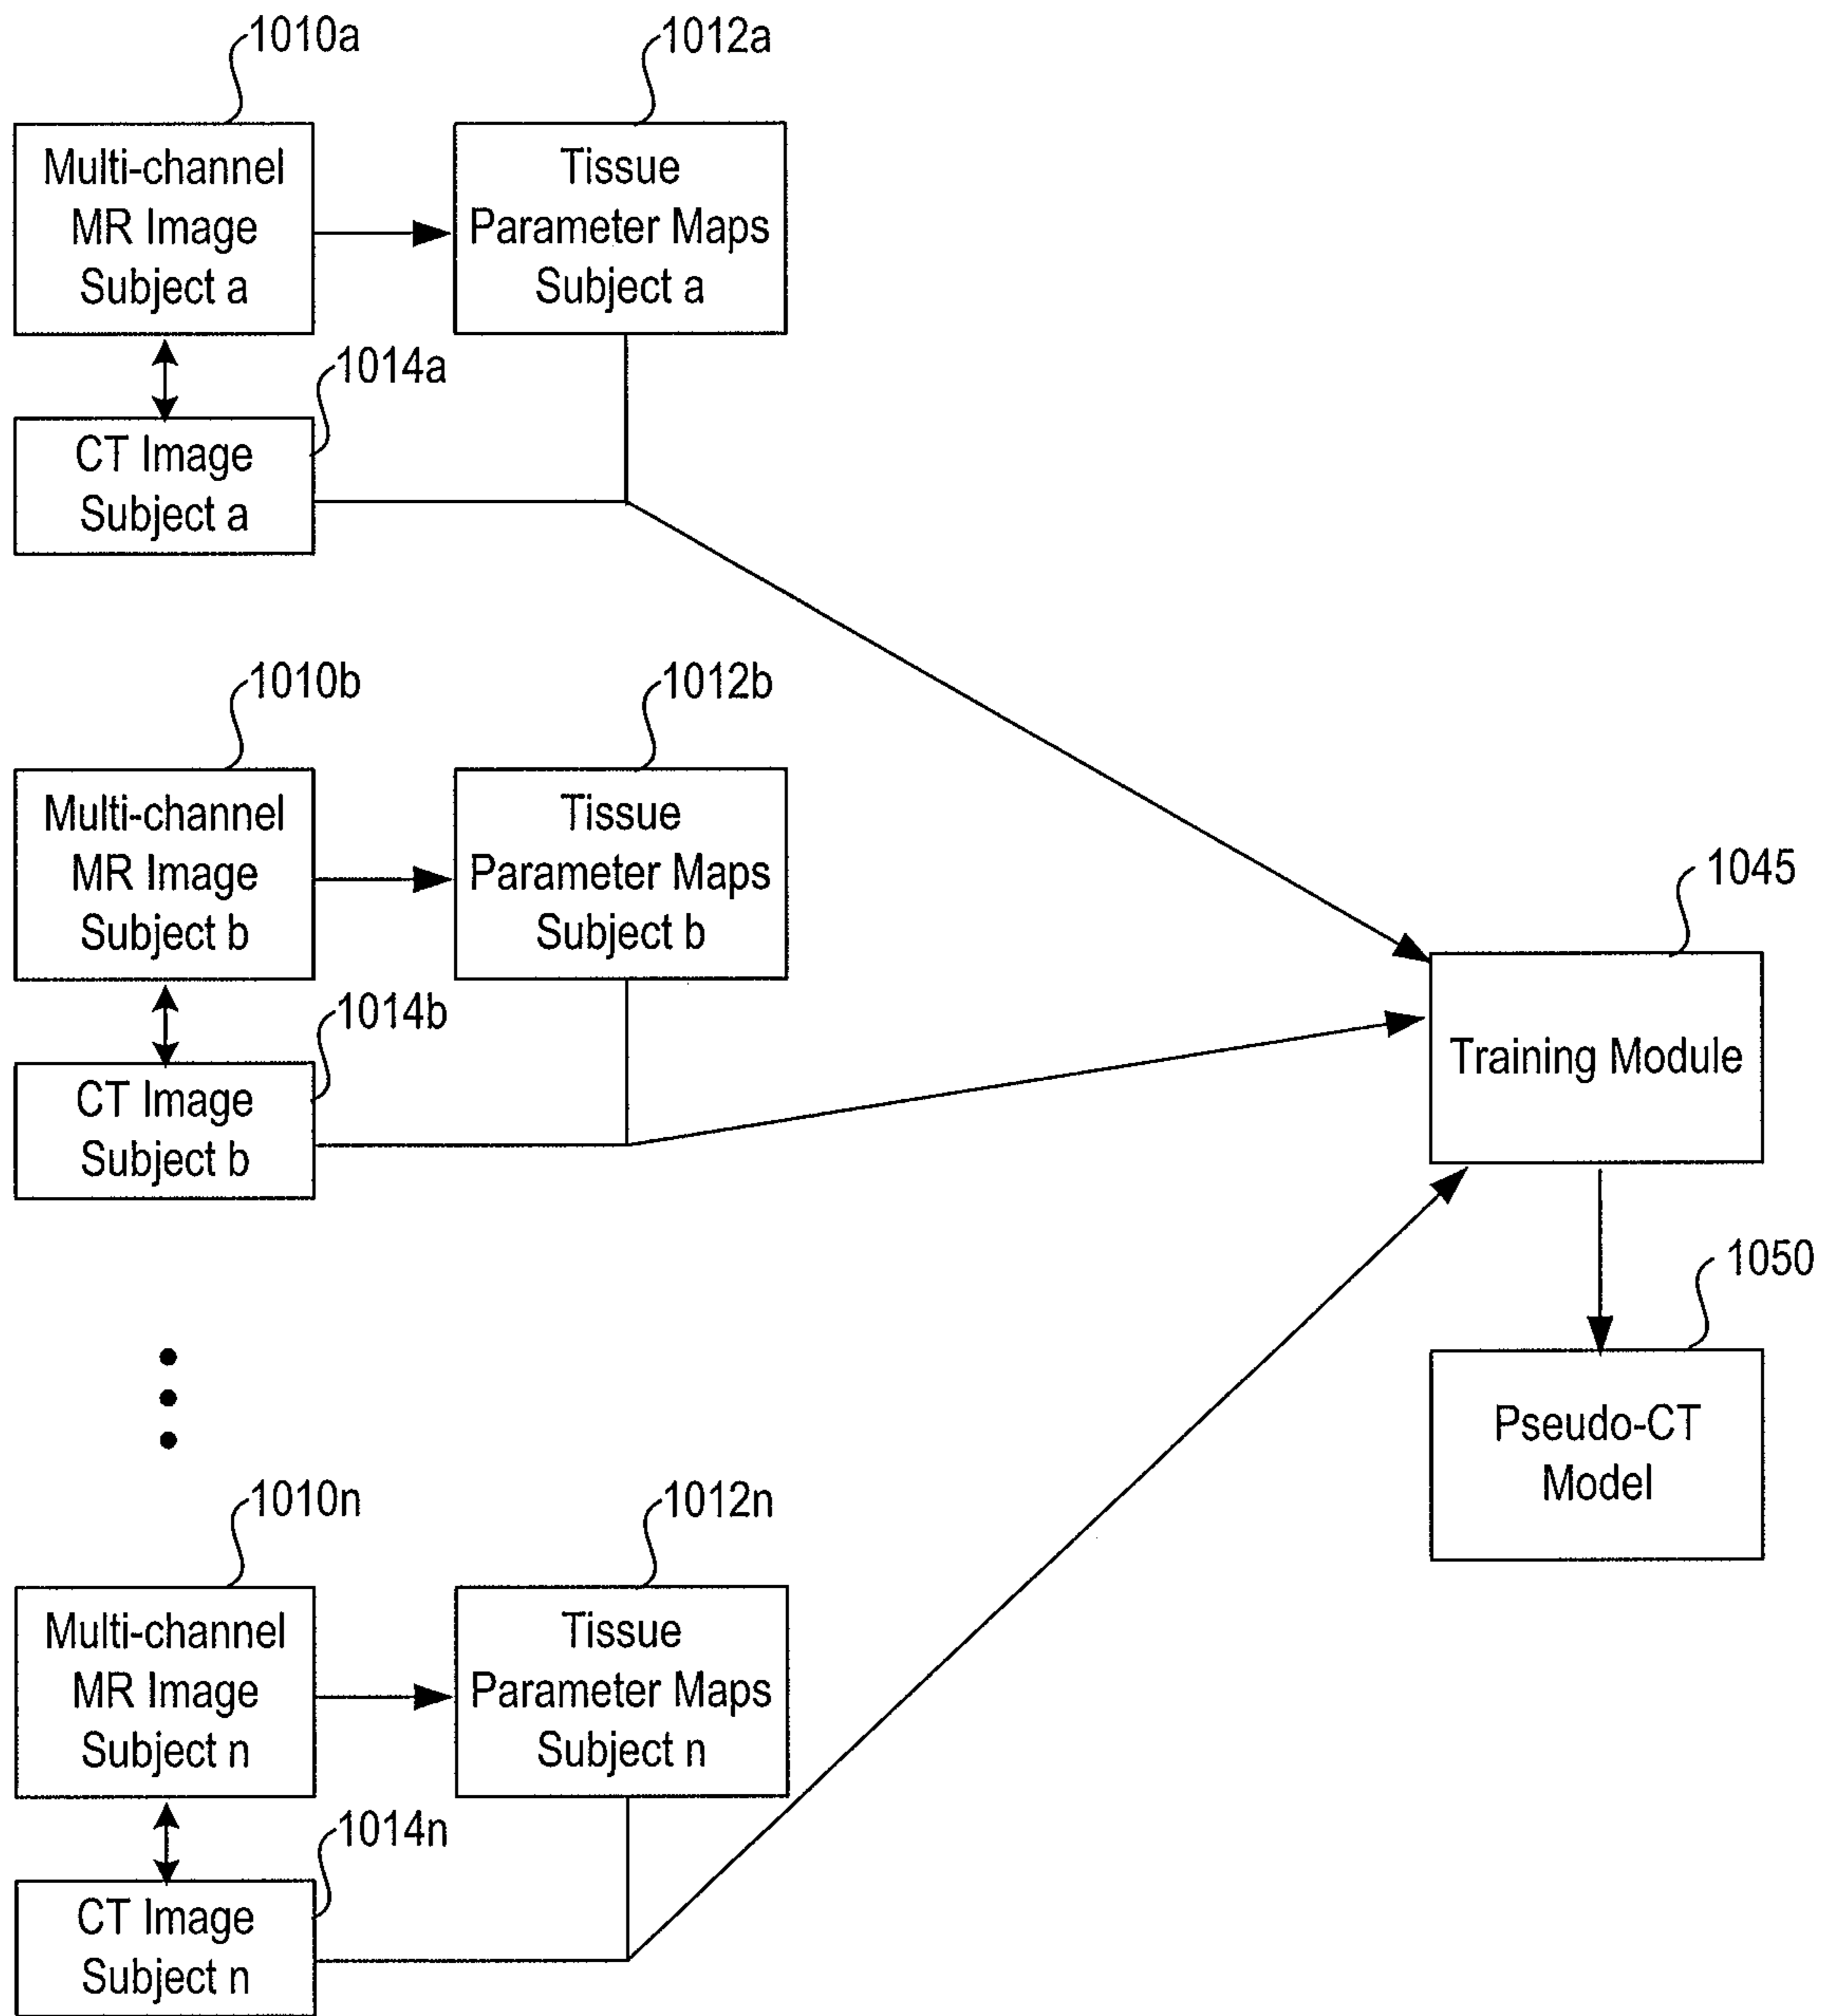 1010a
1012a
Multi-channel
MR Image
Subject a
Tissue
Parameter Maps
Subject a
1014a
CT Image
Subject a
1010b
1012b
Multi-channel
MR Image
Subject b
Tissue
Parameter Maps
Subject b
1014b
CT Image
Subject b
1045
Training Module
1050
Pseudo-CT
Model
1010n
1012n
Multi-channel
MR Image
Subject n
Tissue
Parameter Maps
Subject n
1014n
CT Image
Subject n